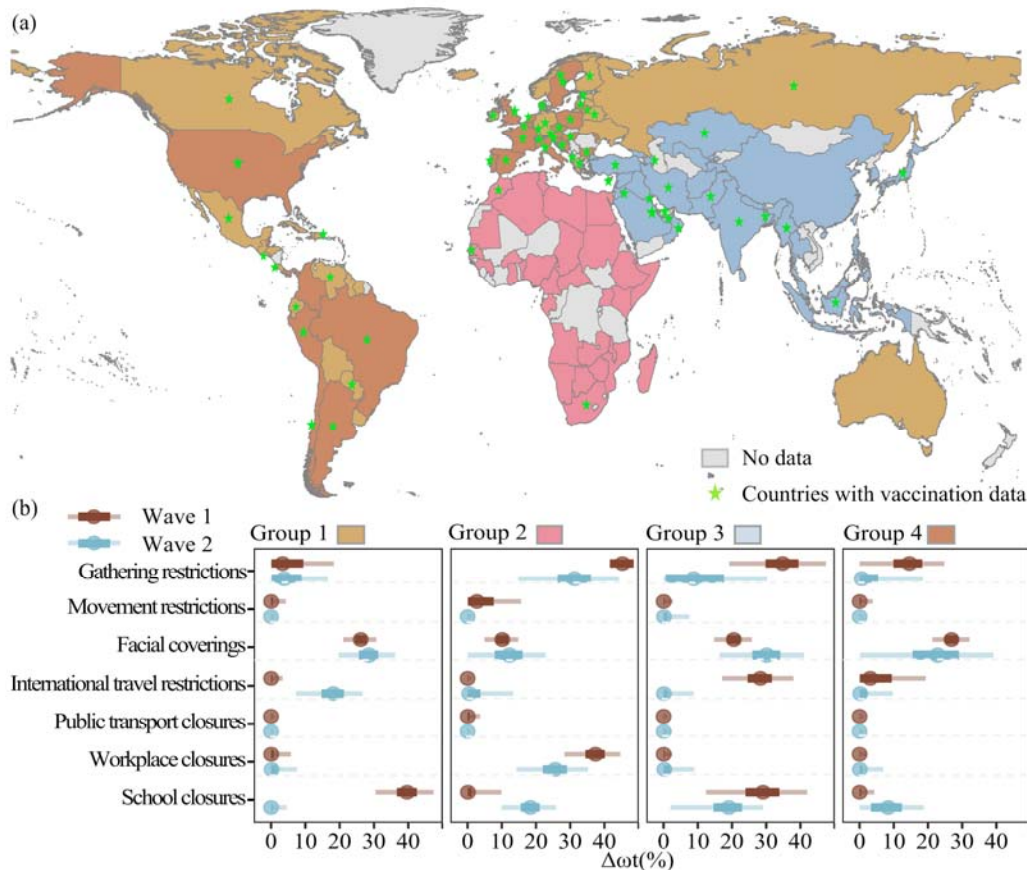 (a)
No data
Countries with vaccination data
(b)
Wave 1
Wave 2
Group 1
Group 2
Group 3
Group 4
Gathering restrictions
Movement restrictions
Facial coverings
International travel restrictions
Public transport closures
Workplace closures
School closures
0 10 20 30 40
0 10 20 30 40
0 10 20 30 40
0 10 20 30 40
Δωt(%)